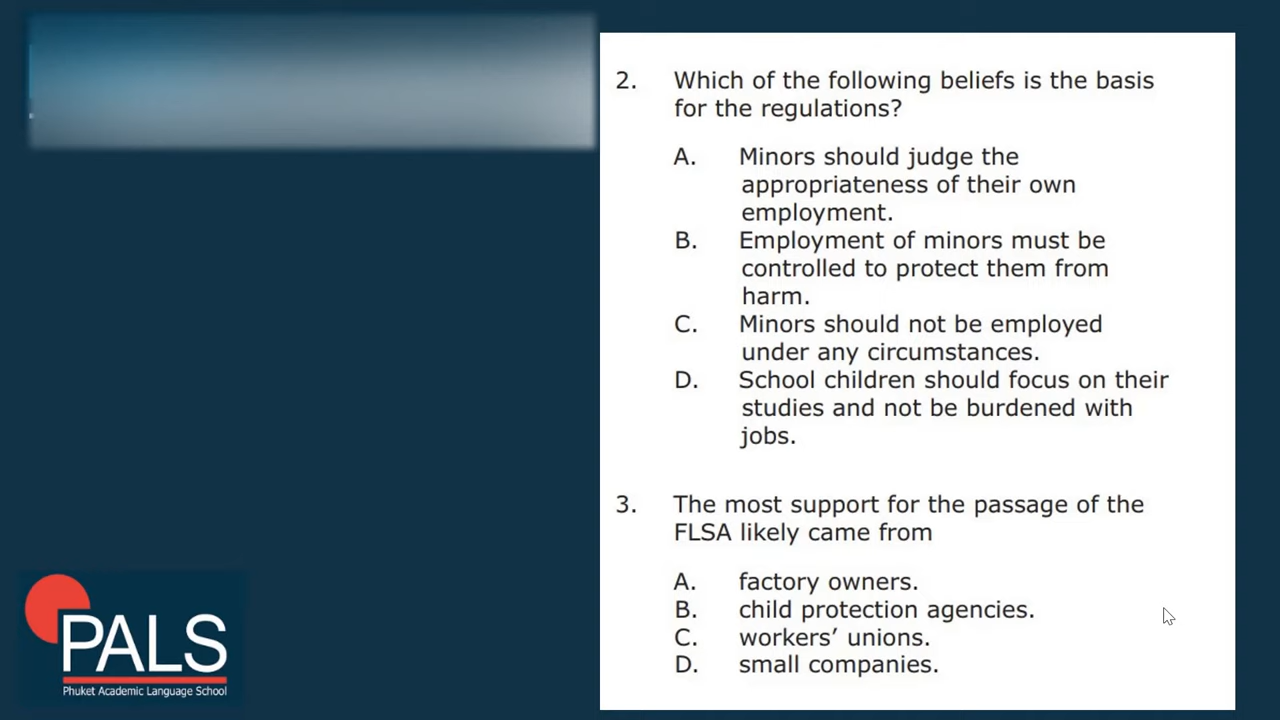 2. Which of the following beliefs is the basis
for the regulations?
A. Minors should judge the
appropriateness of their own
employment.
B. Employment of minors must be
controlled to protect them from
harm.
C. Minors should not be employed
under any circumstances.
D. School children should focus on their
studies and not be burdened with
jobs.
3. The most support for the passage of the
FLSA likely came from
A. factory owners.
B. child protection agencies.
C. workers’ unions.
D. small companies.
PALS
Phuket Academic Language School